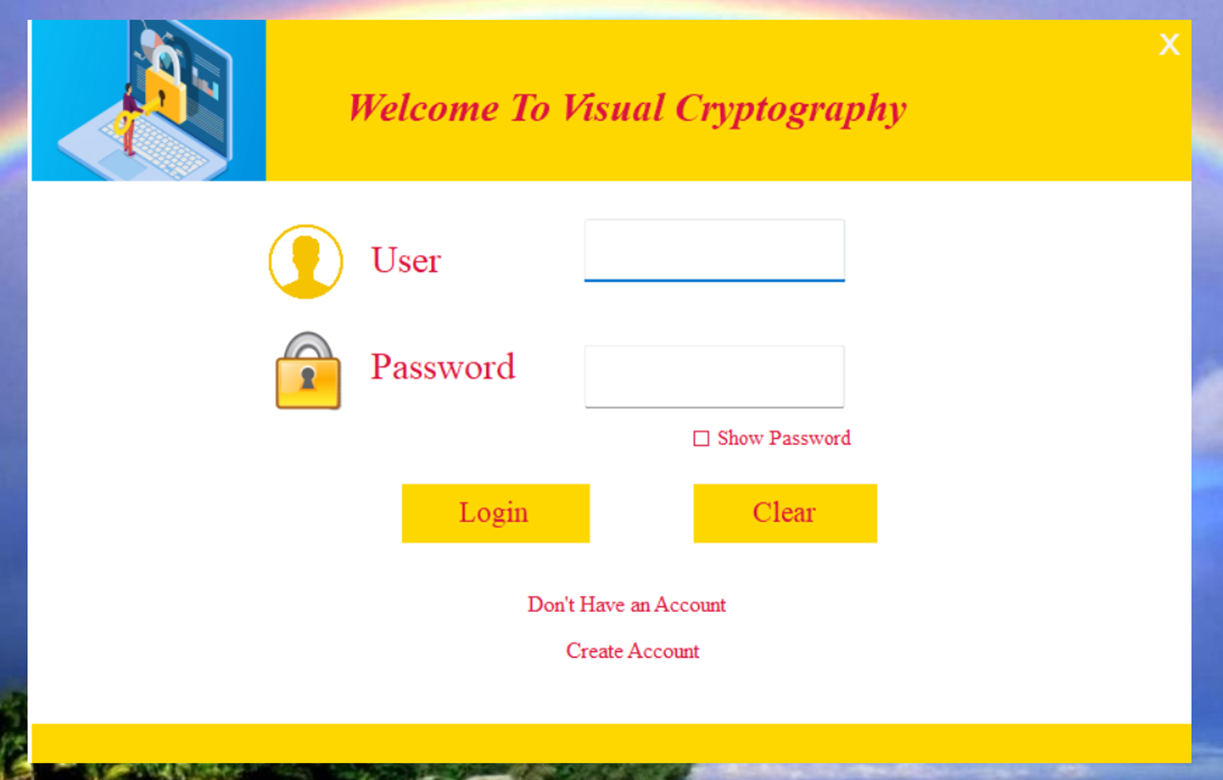 X
Welcome To Visual Cryptography
User
Password
Show Password
Login
Clear
Don't Have an Account
Create Account